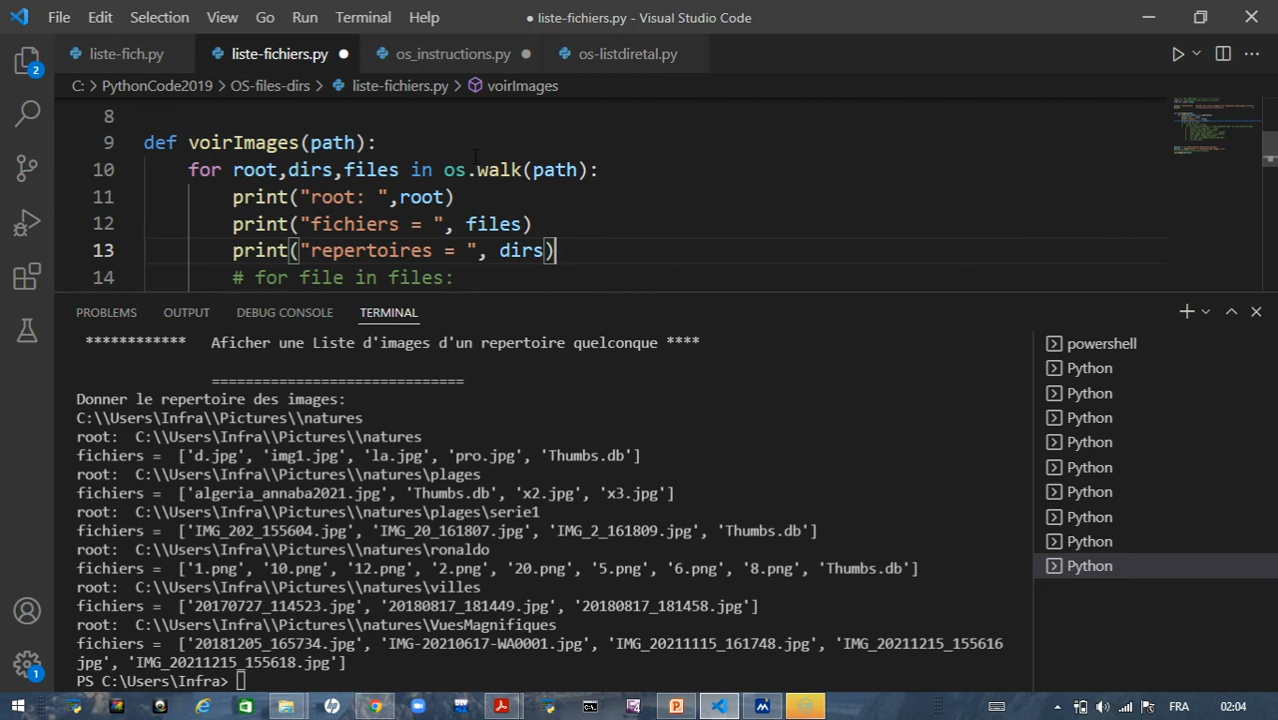 File Edit Selection View Go Run Terminal Help ● liste-fichiers.py - Visual Studio Code
liste-fich.py liste-fichiers.py ● os_instructions.py ● os-listdiretal.py
2
C: > PythonCode2019 > OS-files-dirs > liste-fichiers.py > voirImages
8
9 def voirImages(path):
10 for root,dirs,files in os.walk(path):
11 print("root: ",root)
12 print("fichiers = ", files)
13 print("repertoires = ", dirs)
14 # for file in files:
PROBLEMS OUTPUT DEBUG CONSOLE TERMINAL
************ Aficher une Liste d'images d'un repertoire quelconque ****
==============================
Donner le repertoire des images:
C:\\Users\Infra\\Pictures\\natures
root: C:\\Users\Infra\\Pictures\\natures
fichiers = ['d.jpg', 'img1.jpg', 'la.jpg', 'pro.jpg', 'Thumbs.db']
root: C:\\Users\Infra\\Pictures\\natures\plages
fichiers = ['algeria_annaba2021.jpg', 'Thumbs.db', 'x2.jpg', 'x3.jpg']
root: C:\\Users\Infra\\Pictures\\natures\plages\serie1
fichiers = ['IMG_202_155604.jpg', 'IMG_20_161807.jpg', 'IMG_2_161809.jpg', 'Thumbs.db']
root: C:\\Users\Infra\\Pictures\\natures\ronaldo
fichiers = ['1.png', '10.png', '12.png', '2.png', '20.png', '5.png', '6.png', '8.png', 'Thumbs.db']
root: C:\\Users\Infra\\Pictures\\natures\villes
fichiers = ['20170727_114523.jpg', '20180817_181449.jpg', '20180817_181458.jpg']
root: C:\\Users\Infra\\Pictures\\natures\VuesMagnifiques
fichiers = ['20181205_165734.jpg', 'IMG-20210617-WA0001.jpg', 'IMG_20211115_161748.jpg', 'IMG_20211215_155616
jpg', 'IMG_20211215_155618.jpg']
PS C:\Users\Infra>
powershell
Python
Python
Python
Python
Python
Python
Python
Python
Python
1
FRA 02:04